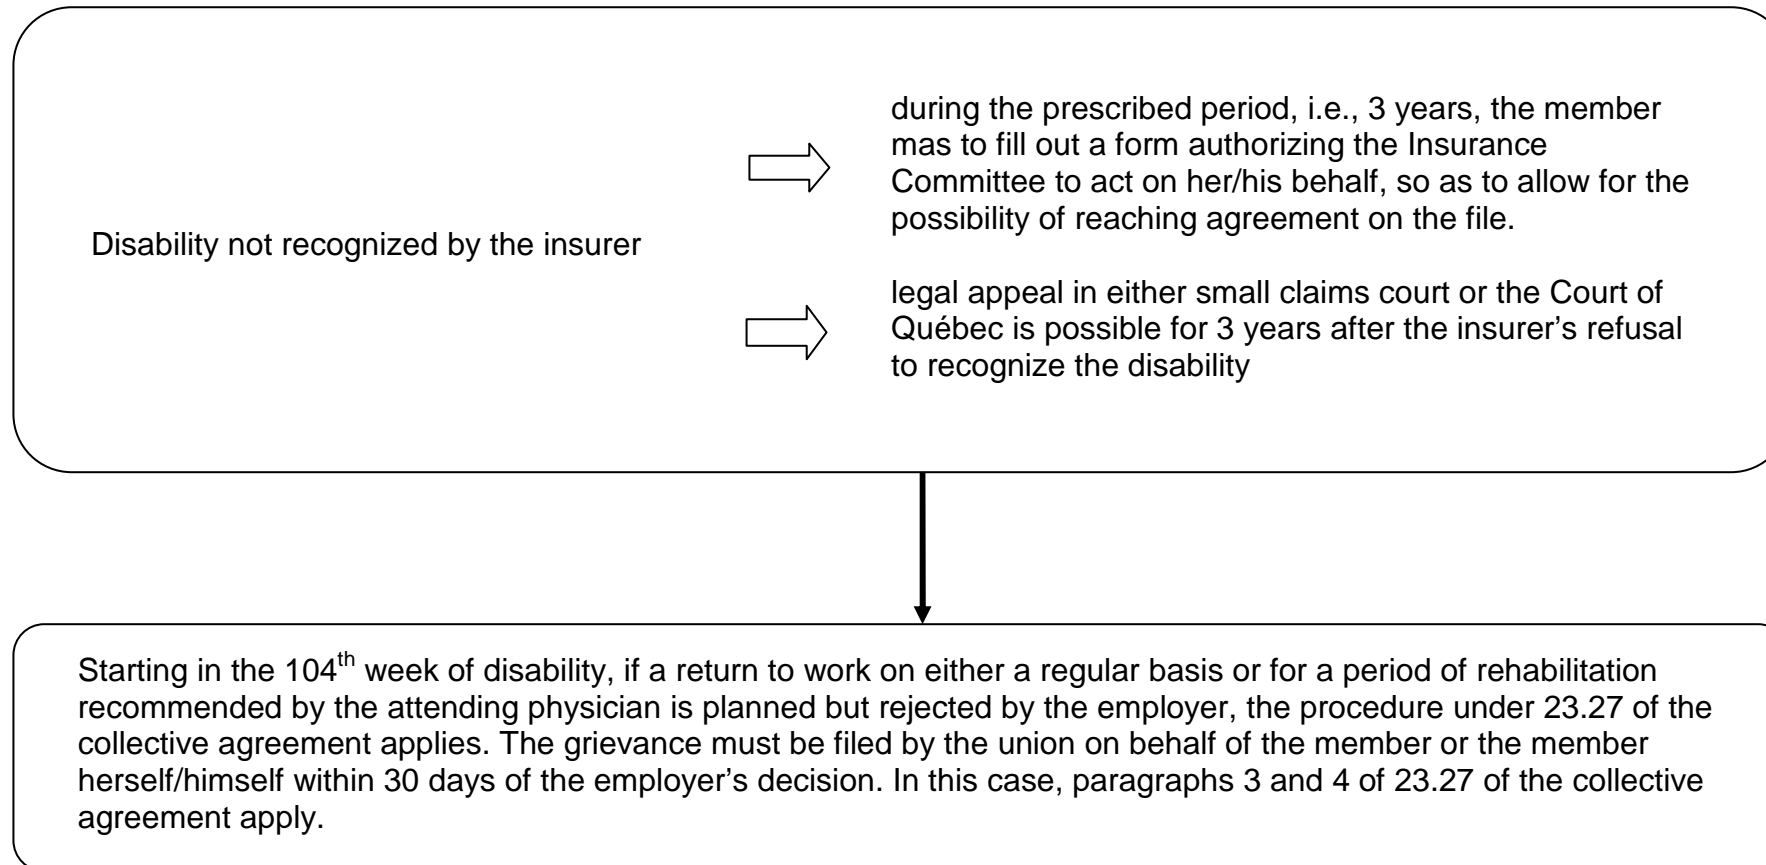 during the prescribed period, i.e., 3 years, the member
mas to fill out a form authorizing the Insurance
Committee to act on her/his behalf, so as to allow for the
possibility of reaching agreement on the file.
Disability not recognized by the insurer
legal appeal in either small claims court or the Court of
Québec is possible for 3 years after the insurer’s refusal
to recognize the disability
Starting in the 104th week of disability, if a return to work on either a regular basis or for a period of rehabilitation
recommended by the attending physician is planned but rejected by the employer, the procedure under 23.27 of the
collective agreement applies. The grievance must be filed by the union on behalf of the member or the member
herself/himself within 30 days of the employer’s decision. In this case, paragraphs 3 and 4 of 23.27 of the collective
agreement apply.